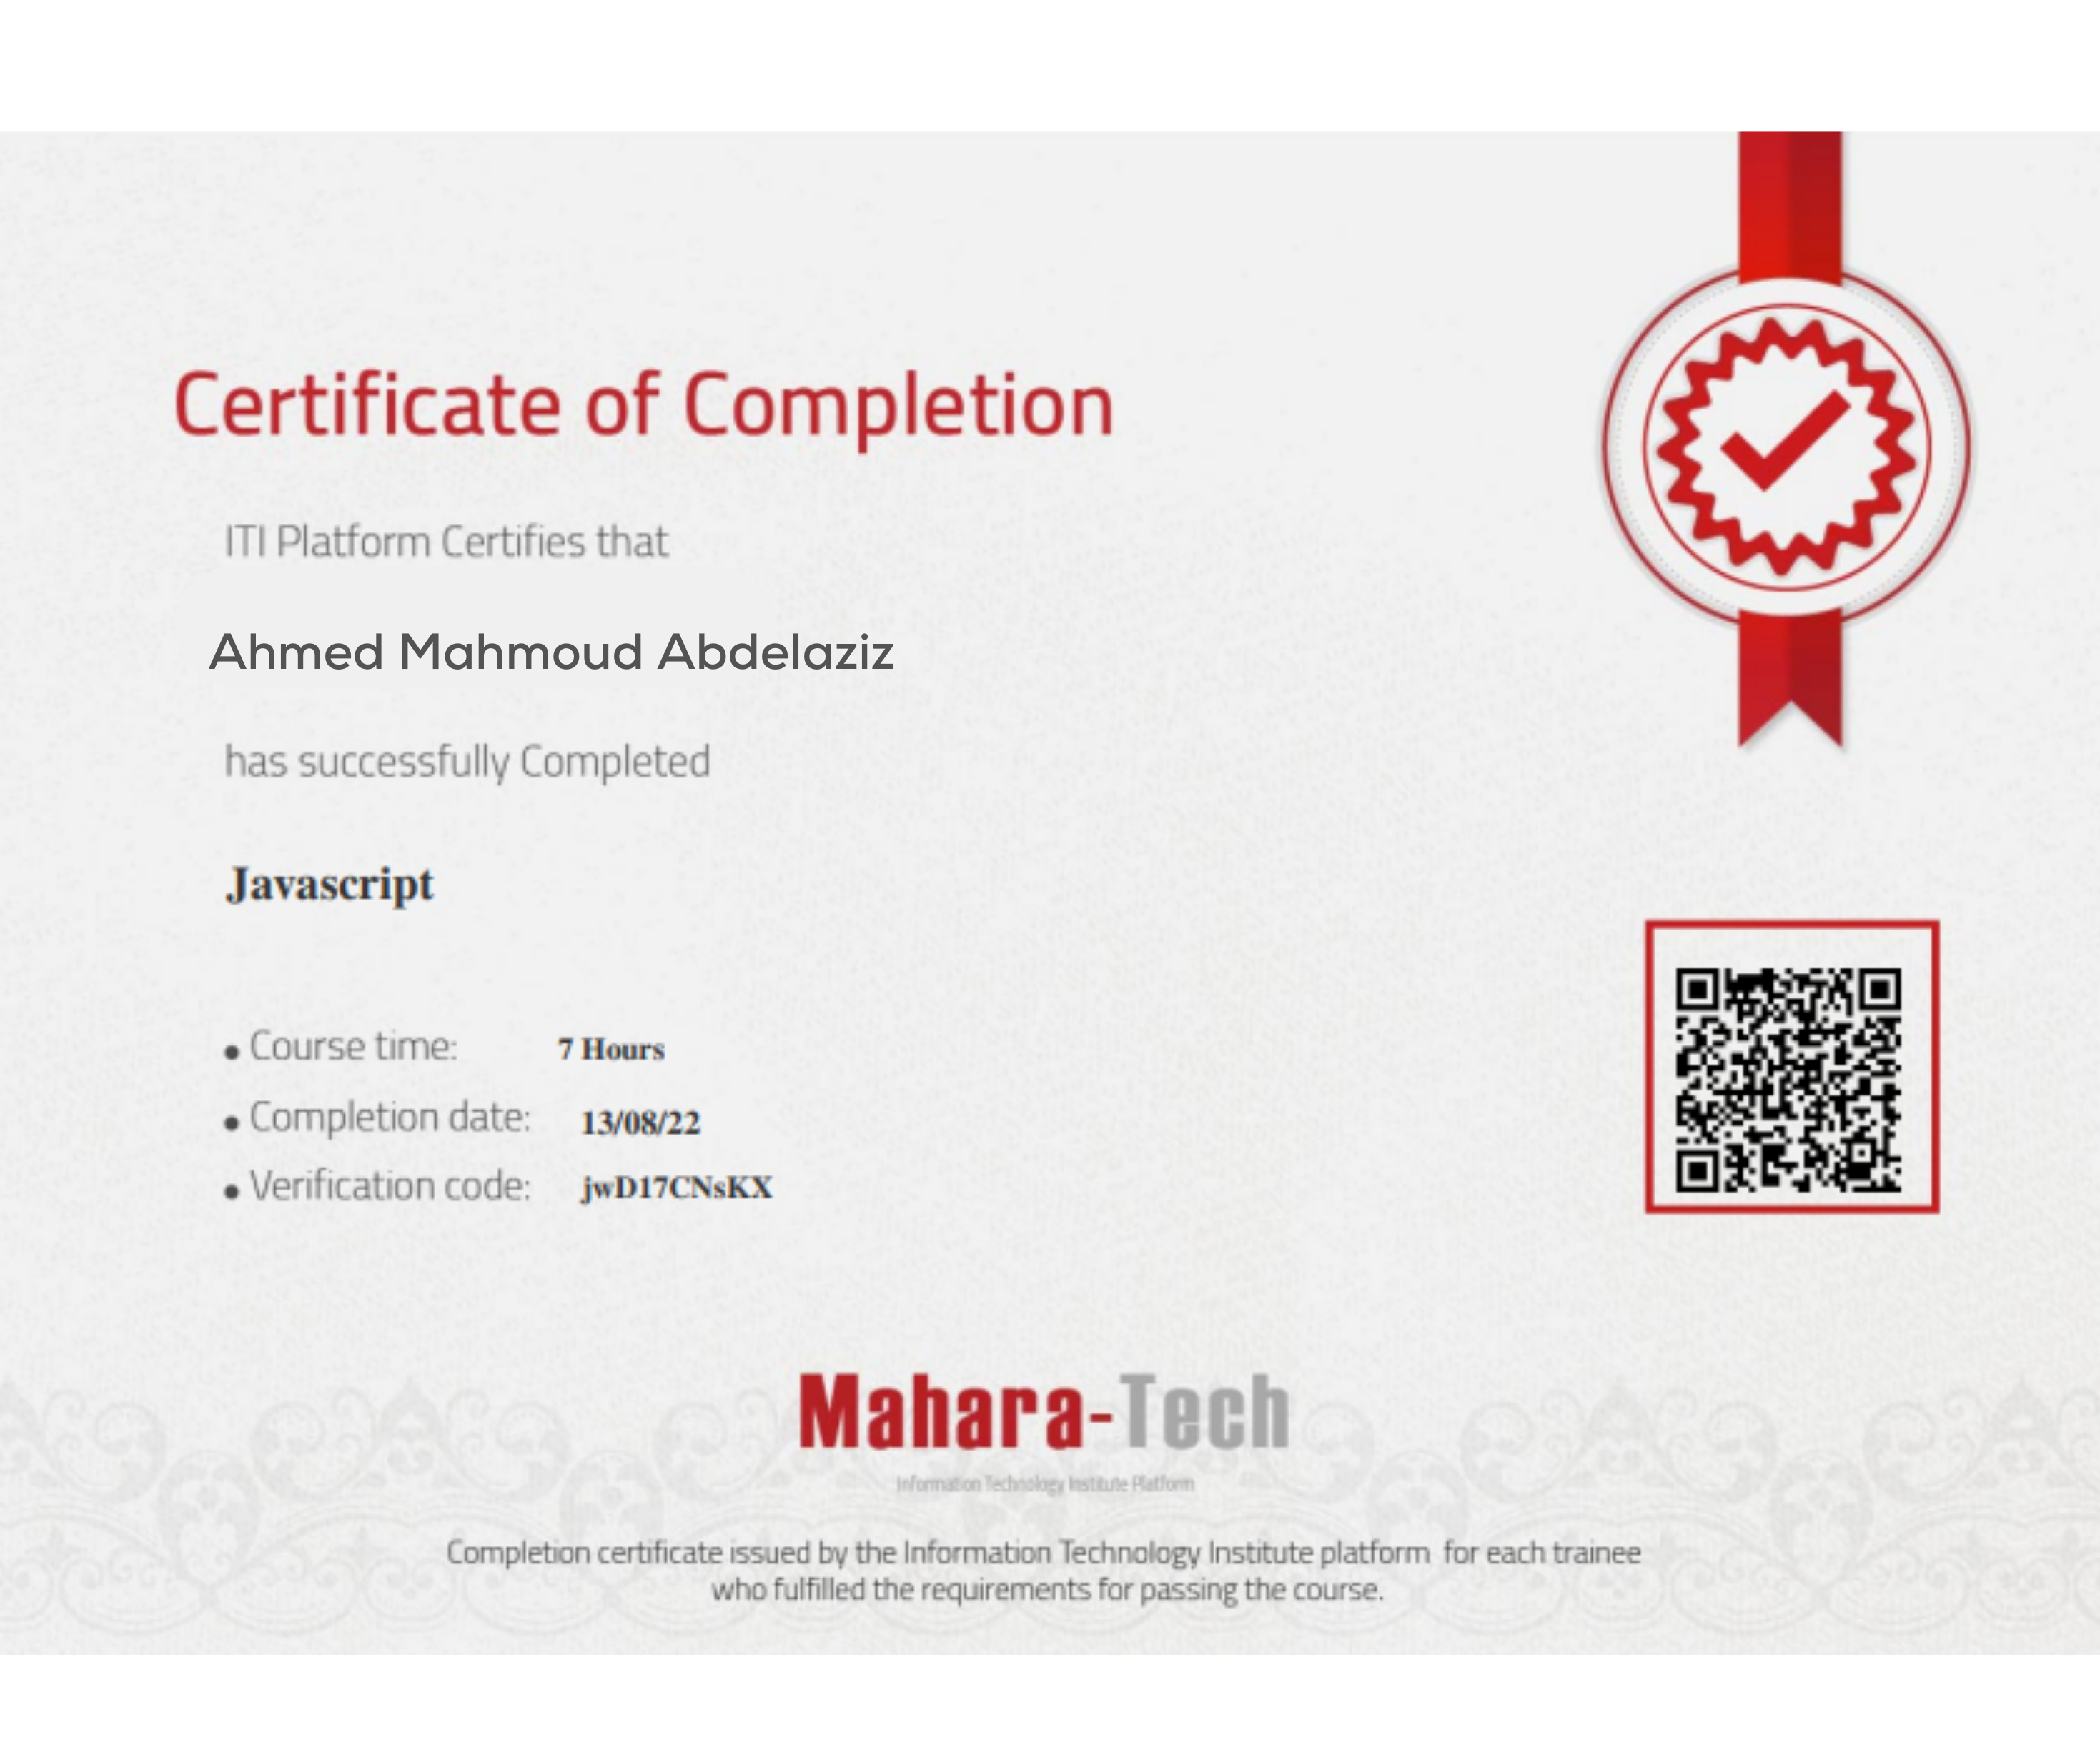 Certificate of Completion
ITI Platform Certifies that
Ahmed Mahmoud Abdelaziz
has successfully Completed
Javascript
• Course time: 7 Hours
• Completion date: 13/08/22
• Verification code: jwD17CNsKX
Mahara-Tech
Information Technology Institute Platform
Completion certificate issued by the Information Technology Institute platform for each trainee
who fulfilled the requirements for passing the course.